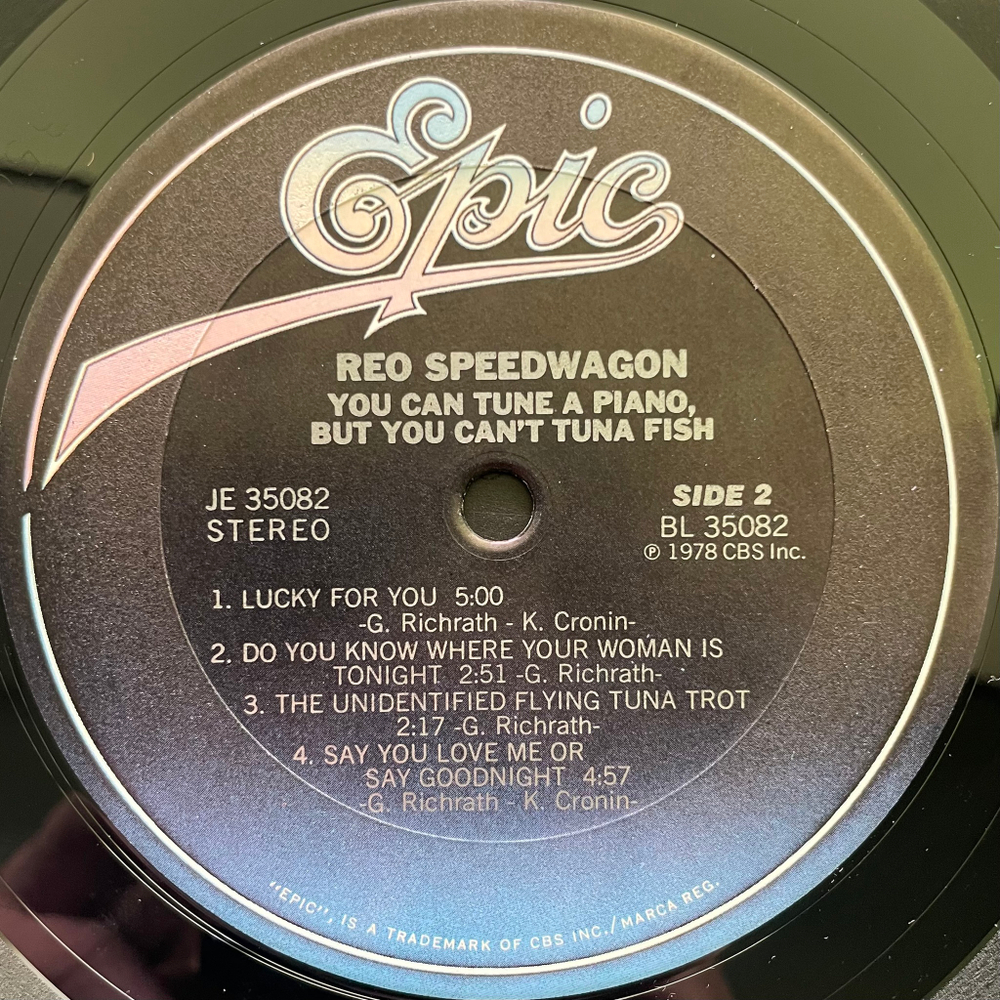 Epic
REO SPEEDWAGON
YOU CAN TUNE A PIANO,
BUT YOU CAN'T TUNA FISH
JE 35082
STEREO
SIDE 2
BL 35082
℗ 1978 CBS Inc.
1. LUCKY FOR YOU 5:00
-G. Richrath - K. Cronin-
2. DO YOU KNOW WHERE YOUR WOMAN IS
TONIGHT 2:51 -G. Richrath-
3. THE UNIDENTIFIED FLYING TUNA TROT
2:17 -G. Richrath-
4. SAY YOU LOVE ME OR
SAY GOODNIGHT 4:57
-G. Richrath - K. Cronin-
"EPIC", IS A TRADEMARK OF CBS INC./MARCA REG.